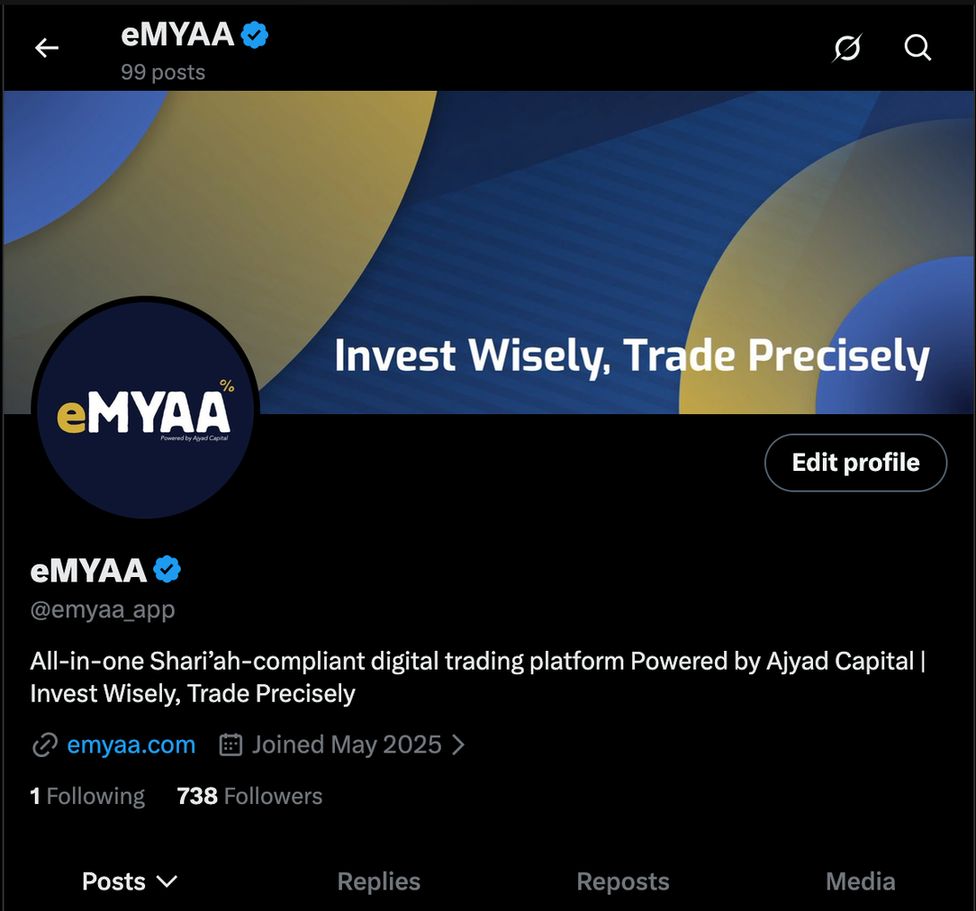 eMYAA
99 posts
Invest Wisely, Trade Precisely
eMYAA%
Powered by Ajyad Capital
Edit profile
eMYAA
@emyaa_app
All-in-one Shari’ah-compliant digital trading platform Powered by Ajyad Capital |
Invest Wisely, Trade Precisely
emyaa.com Joined May 2025
1 Following 738 Followers
Posts Replies Reposts Media